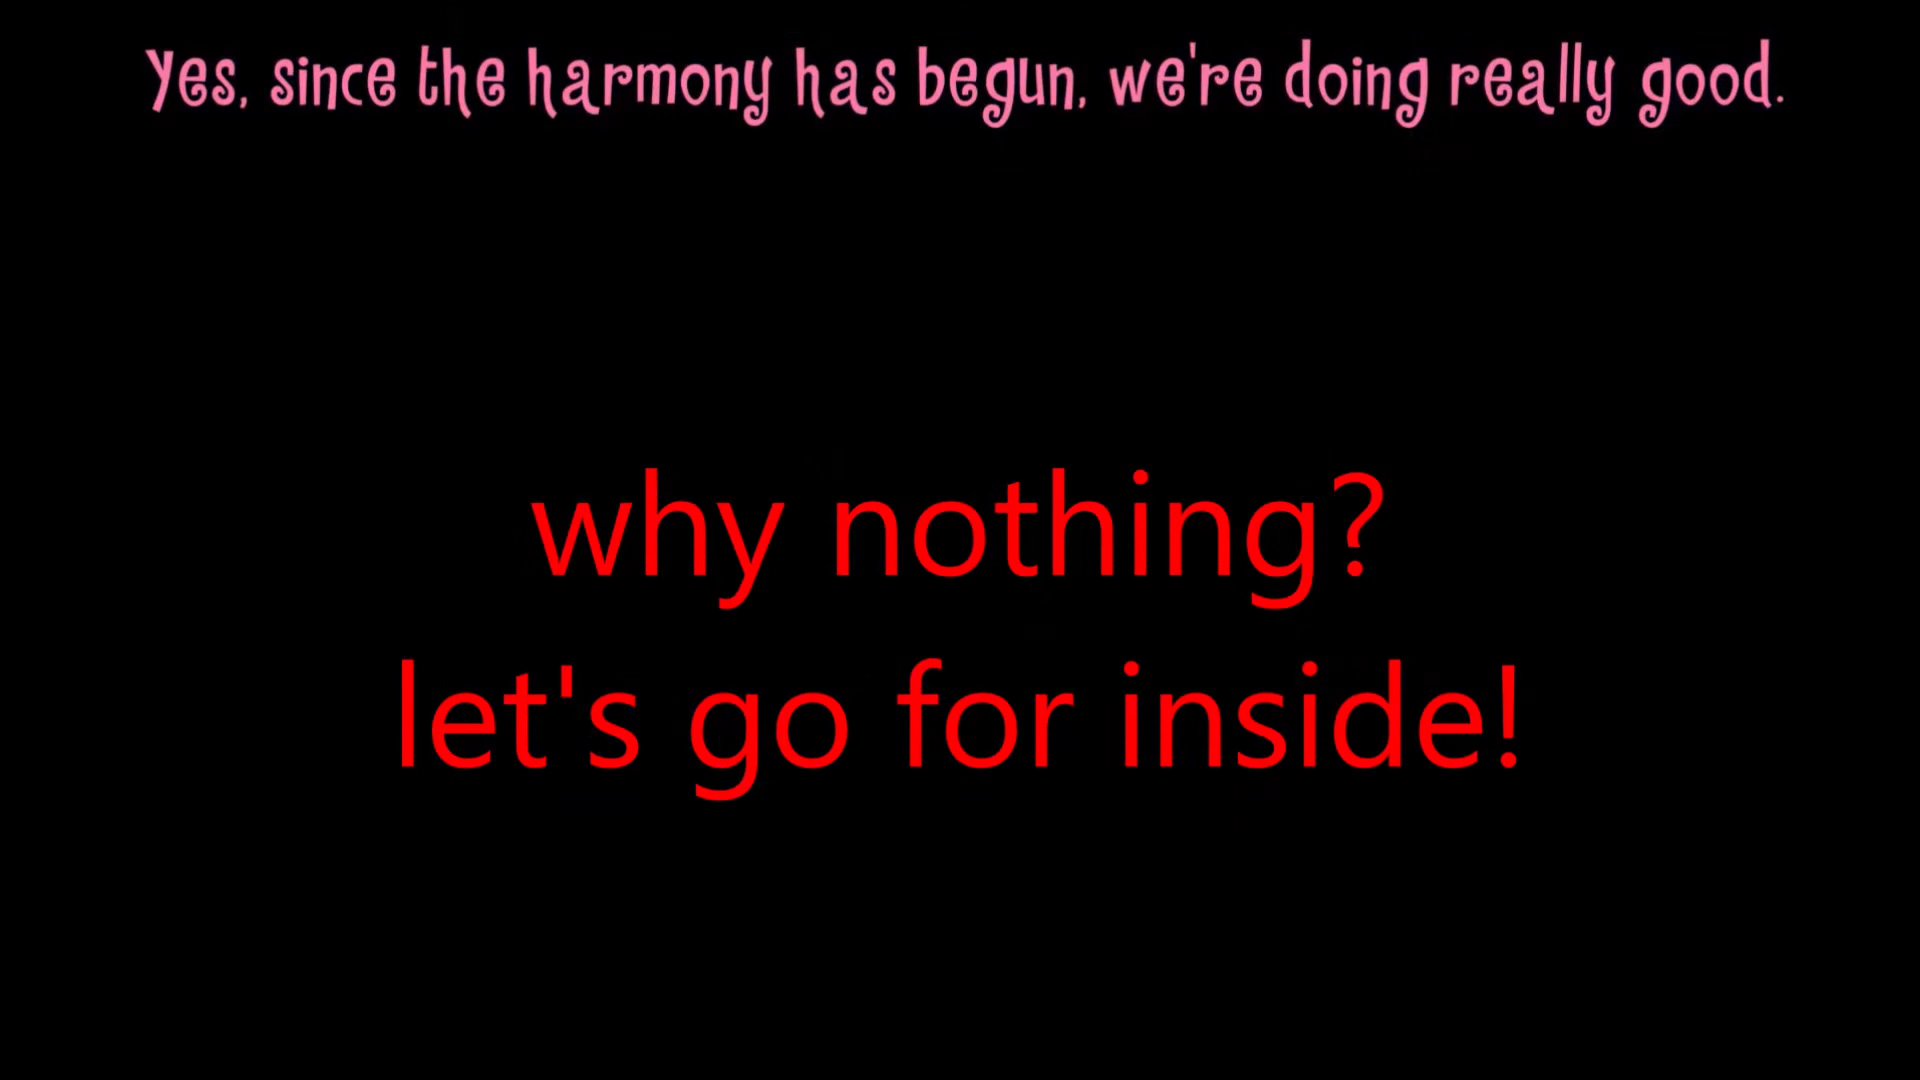 Yes, since the harmony has begun, we're doing really good.
why nothing?
let's go for inside!